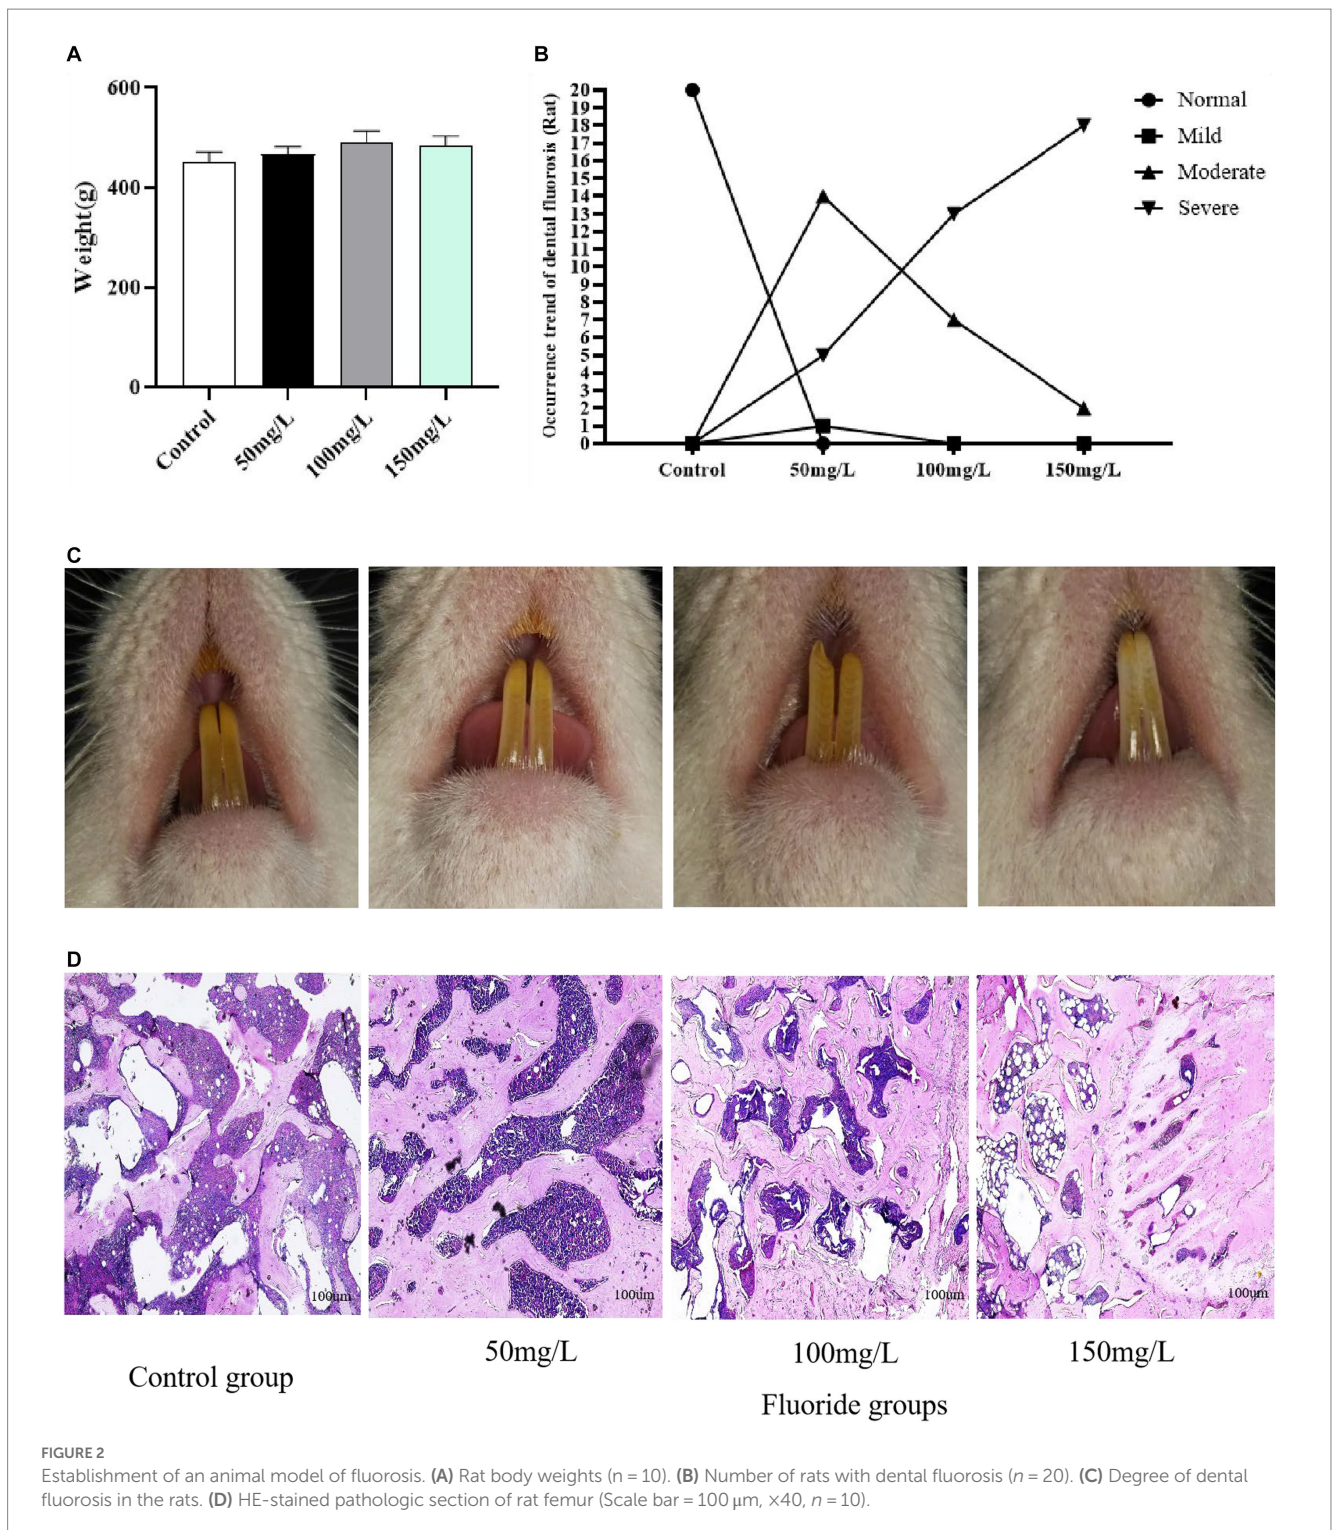 A
600
400
200
0
Weight(g)
Control
50mg/L
100mg/L
150mg/L
B
Occurrence trend of dental fluorosis (Rat)
20
19
18
17
16
15
14
13
12
11
10
9
8
7
6
5
4
3
2
1
0
Control
50mg/L
100mg/L
150mg/L
Normal
Mild
Moderate
Severe
C
D
100um
100um
100um
100um
Control group
50mg/L
100mg/L
150mg/L
Fluoride groups
FIGURE 2
Establishment of an animal model of fluorosis. (A) Rat body weights (n = 10). (B) Number of rats with dental fluorosis (n = 20). (C) Degree of dental
fluorosis in the rats. (D) HE-stained pathologic section of rat femur (Scale bar = 100 μm, ×40, n = 10).